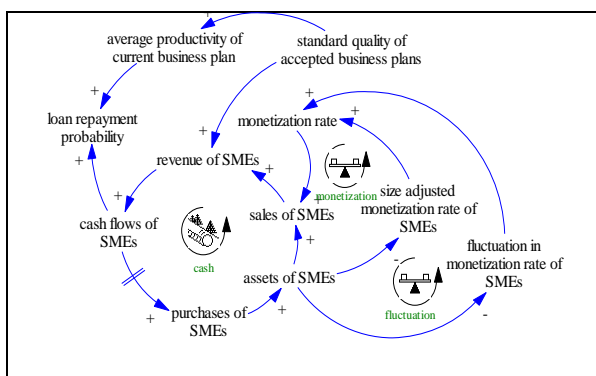 average productivity of
current business plan
standard quality of
accepted business plans
+
+
loan repayment
probability
monetization rate
+
+
+
+
revenue of SMEs
+
+
monetization
+
cash flows of
SMEs
cash
sales of SMEs
+
size adjusted
monetization rate of
SMEs
fluctuation in
monetization rate of
SMEs
-
assets of SMEs
fluctuation
+
purchases of SMEs
+
-